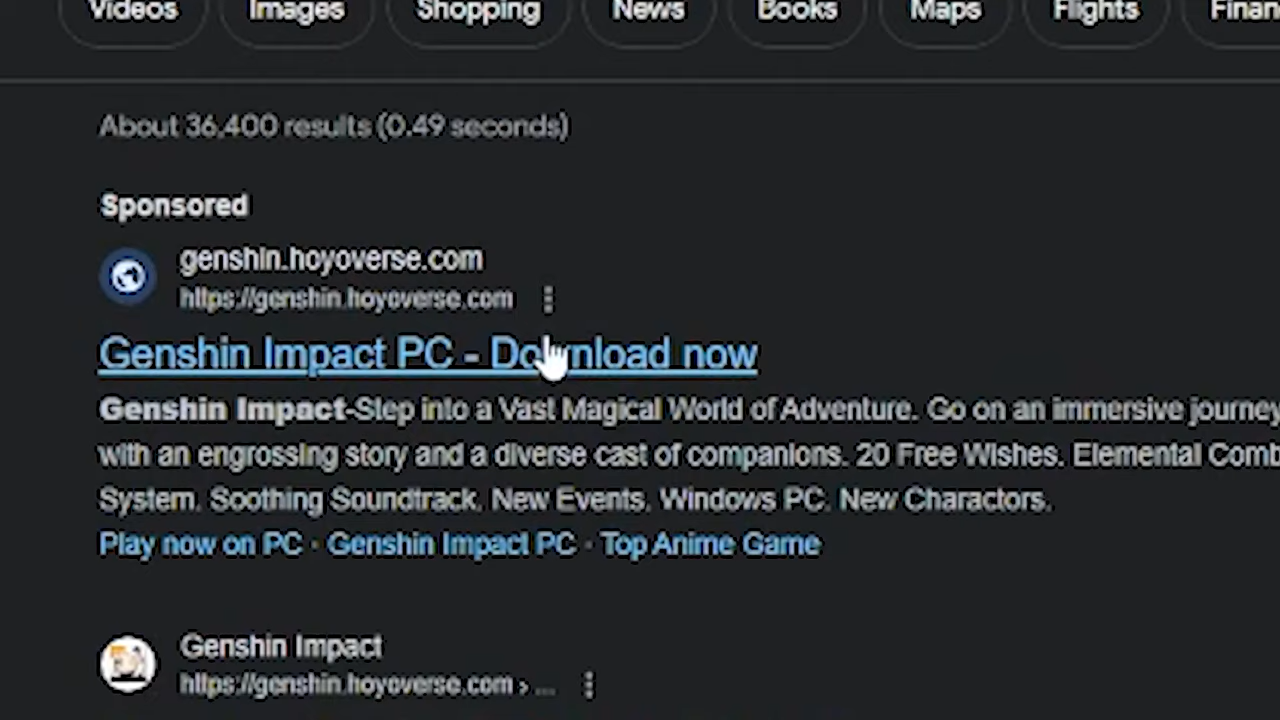 Videos Images Shopping News Books Maps Flights Finan
About 36,400 results (0.49 seconds)
Sponsored
genshin.hoyoverse.com
https://genshin.hoyoverse.com
Genshin Impact PC - Download now
Genshin Impact-Step into a Vast Magical World of Adventure. Go on an immersive journey
with an engrossing story and a diverse cast of companions. 20 Free Wishes. Elemental Comb
System. Soothing Soundtrack. New Events. Windows PC. New Charactors.
Play now on PC · Genshin Impact PC · Top Anime Game
Genshin Impact
https://genshin.hoyoverse.com › ...